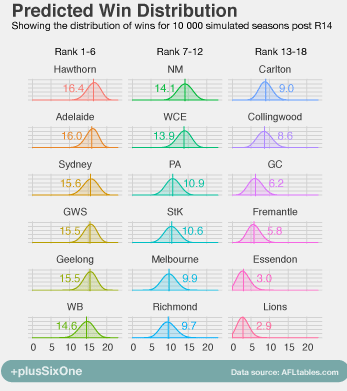 Predicted Win Distribution
Showing the distribution of wins for 10 000 simulated seasons post R14
Rank 1-6 Rank 7-12 Rank 13-18
Hawthorn NM Carlton
16.4 14.1 9.0
Adelaide WCE Collingwood
16.0 13.9 8.6
Sydney PA GC
15.6 10.9 6.2
GWS StK Fremantle
15.5 10.6 5.8
Geelong Melbourne Essendon
15.5 9.9 3.0
WB Richmond Lions
14.6 9.7 2.9
0 5 10 15 20 0 5 10 15 20 0 5 10 15 20
+plusSixOne Data source: AFLtables.com